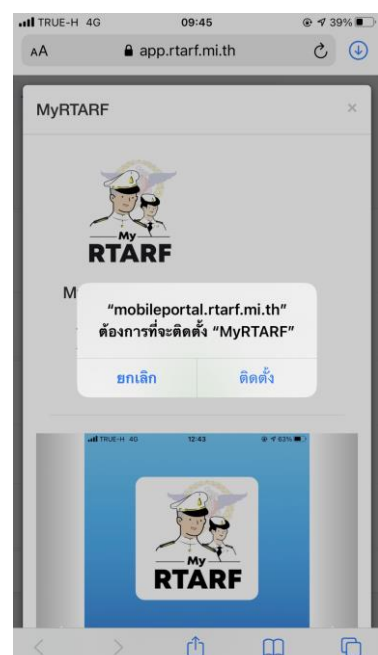 TRUE-H 4G 09:45 39%
AA app.rtarf.mi.th
MyRTARF ×
My
RTARF
M
"mobileportal.rtarf.mi.th"
ต้องการที่จะติดตั้ง "MyRTARF"
ยกเลิก ติดตั้ง
TRUE-H 4G 12:43 63%
My
RTARF